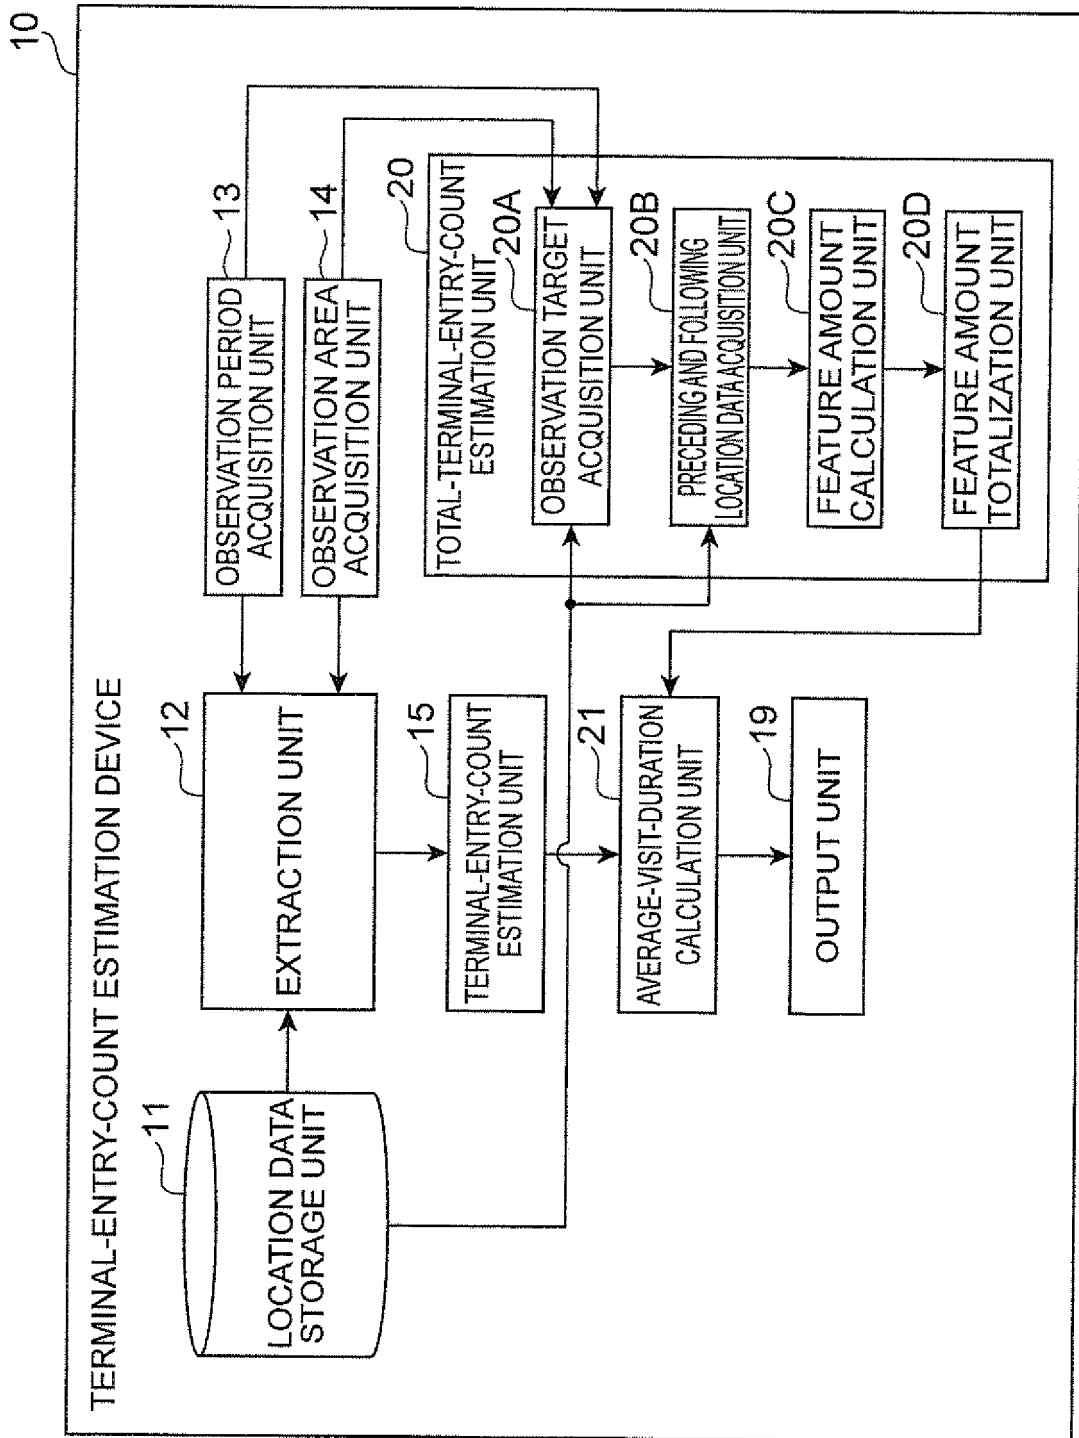 10
TERMINAL-ENTRY-COUNT ESTIMATION DEVICE
11
LOCATION DATA
STORAGE UNIT
12
EXTRACTION UNIT
13
OBSERVATION PERIOD
ACQUISITION UNIT
14
OBSERVATION AREA
ACQUISITION UNIT
15
TERMINAL-ENTRY-COUNT
ESTIMATION UNIT
20
TOTAL-TERMINAL-ENTRY-COUNT
ESTIMATION UNIT
20A
OBSERVATION TARGET
ACQUISITION UNIT
20B
PRECEDING AND FOLLOWING
LOCATION DATA ACQUISITION UNIT
20C
FEATURE AMOUNT
CALCULATION UNIT
20D
FEATURE AMOUNT
TOTALIZATION UNIT
21
AVERAGE-VISIT-DURATION
CALCULATION UNIT
19
OUTPUT UNIT